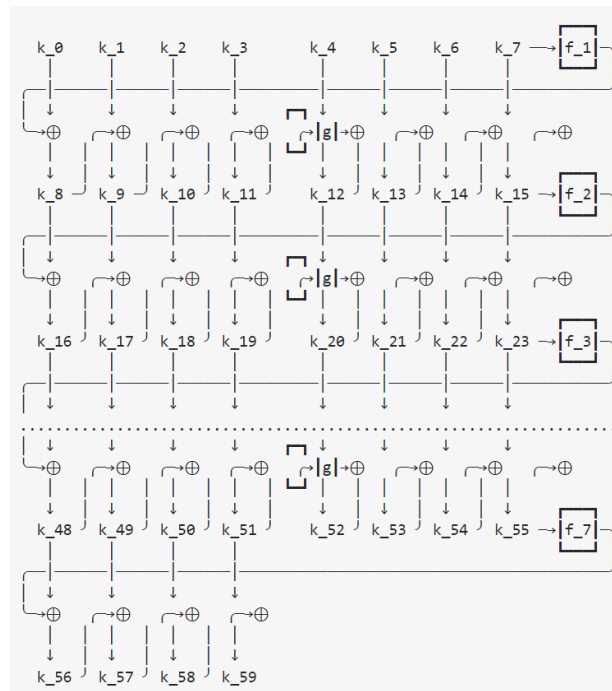 k_0 k_1 k_2 k_3 k_4 k_5 k_6 k_7 f_1
g
k_8 k_9 k_10 k_11 k_12 k_13 k_14 k_15 f_2
g
k_16 k_17 k_18 k_19 k_20 k_21 k_22 k_23 f_3
g
k_48 k_49 k_50 k_51 k_52 k_53 k_54 k_55 f_7
k_56 k_57 k_58 k_59